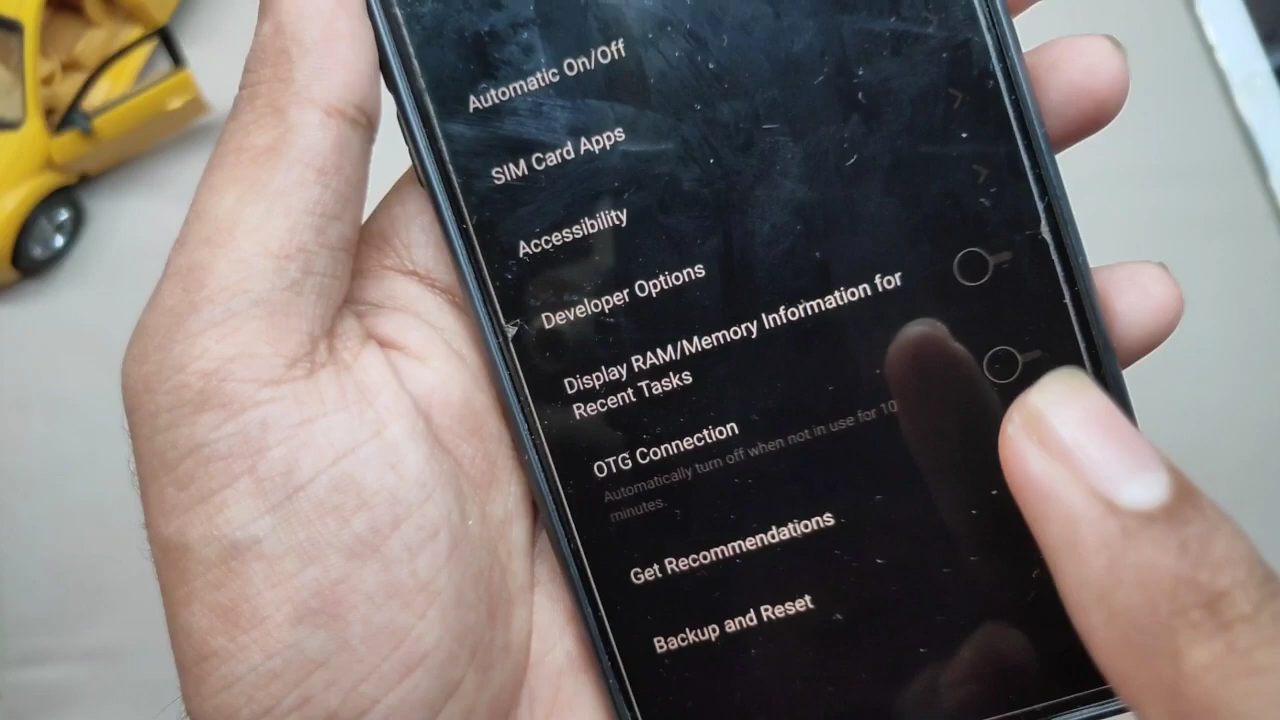 Automatic On/Off
SIM Card Apps
Accessibility
Developer Options
Display RAM/Memory Information for
Recent Tasks
OTG Connection
Automatically turn off when not in use for 10
minutes.
Get Recommendations
Backup and Reset